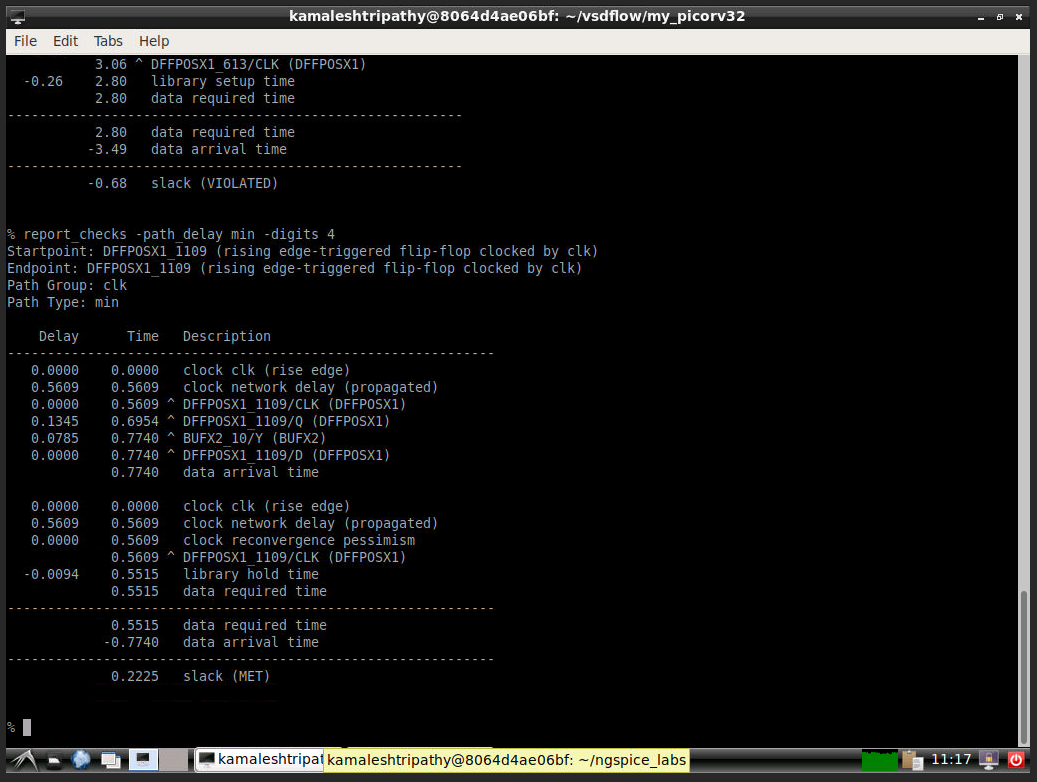 kamaleshtripathy@8064d4ae06bf: ~/vsdflow/my_picorv32
File Edit Tabs Help
3.06 ^ DFFPOSX1_613/CLK (DFFPOSX1)
-0.26 2.80 library setup time
2.80 data required time
---------------------------------------------------------
2.80 data required time
-3.49 data arrival time
---------------------------------------------------------
-0.68 slack (VIOLATED)
% report_checks -path_delay min -digits 4
Startpoint: DFFPOSX1_1109 (rising edge-triggered flip-flop clocked by clk)
Endpoint: DFFPOSX1_1109 (rising edge-triggered flip-flop clocked by clk)
Path Group: clk
Path Type: min
Delay Time Description
-------------------------------------------------------------
0.0000 0.0000 clock clk (rise edge)
0.5609 0.5609 clock network delay (propagated)
0.0000 0.5609 ^ DFFPOSX1_1109/CLK (DFFPOSX1)
0.1345 0.6954 ^ DFFPOSX1_1109/Q (DFFPOSX1)
0.0785 0.7740 ^ BUFX2_10/Y (BUFX2)
0.0000 0.7740 ^ DFFPOSX1_1109/D (DFFPOSX1)
0.7740 data arrival time
0.0000 0.0000 clock clk (rise edge)
0.5609 0.5609 clock network delay (propagated)
0.0000 0.5609 clock reconvergence pessimism
0.5609 ^ DFFPOSX1_1109/CLK (DFFPOSX1)
-0.0094 0.5515 library hold time
0.5515 data required time
-------------------------------------------------------------
0.5515 data required time
-0.7740 data arrival time
-------------------------------------------------------------
0.2225 slack (MET)
%
kamaleshtripat kamaleshtripathy@8064d4ae06bf: ~/ngspice_labs 11:17